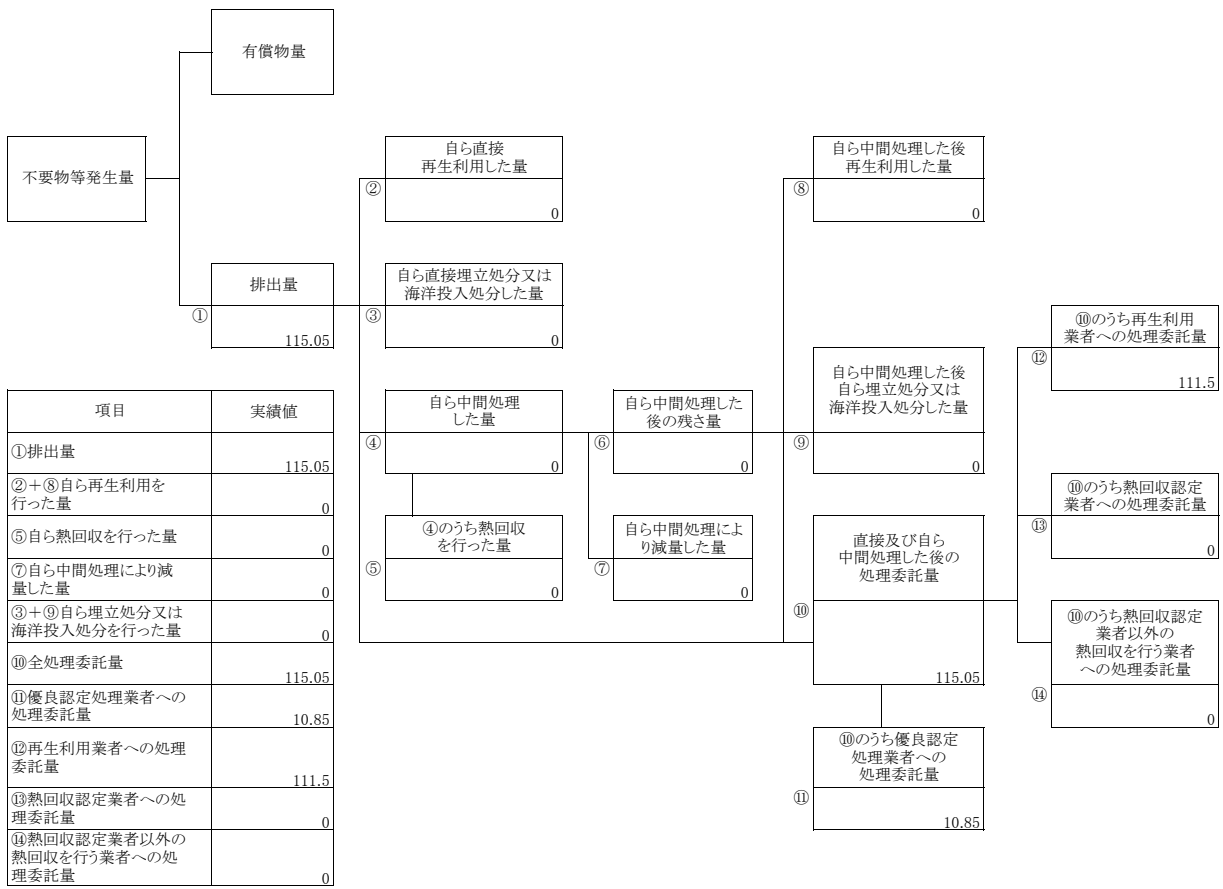 有償物量
不要物等発生量
自ら直接
再生利用した量
②
0
自ら中間処理した後
再生利用した量
⑧
0
排出量
①
115.05
自ら直接埋立処分又は
海洋投入処分した量
③
0
⑩のうち再生利用
業者への処理委託量
⑫
111.5
自ら中間処理
した量
④
0
自ら中間処理した
後の残さ量
⑥
0
自ら中間処理した後
自ら埋立処分又は
海洋投入処分した量
⑨
0
⑩のうち熱回収認定
業者への処理委託量
⑬
0
④のうち熱回収
を行った量
⑤
0
自ら中間処理によ
り減量した量
⑦
0
直接及び自ら
中間処理した後の
処理委託量
⑩
115.05
⑩のうち熱回収認定
業者以外の
熱回収を行う業者
への処理委託量
⑭
0
⑩のうち優良認定
処理業者への
処理委託量
⑪
10.85
項目 実績値
①排出量
115.05
②+⑧自ら再生利用を
行った量
0
⑤自ら熱回収を行った量
0
⑦自ら中間処理により減
量した量
0
③+⑨自ら埋立処分又は
海洋投入処分を行った量
0
⑩全処理委託量
115.05
⑪優良認定処理業者への
処理委託量
10.85
⑫再生利用業者への処理
委託量
111.5
⑬熱回収認定業者への処
理委託量
0
⑭熱回収認定業者以外の
熱回収を行う業者への処
理委託量
0